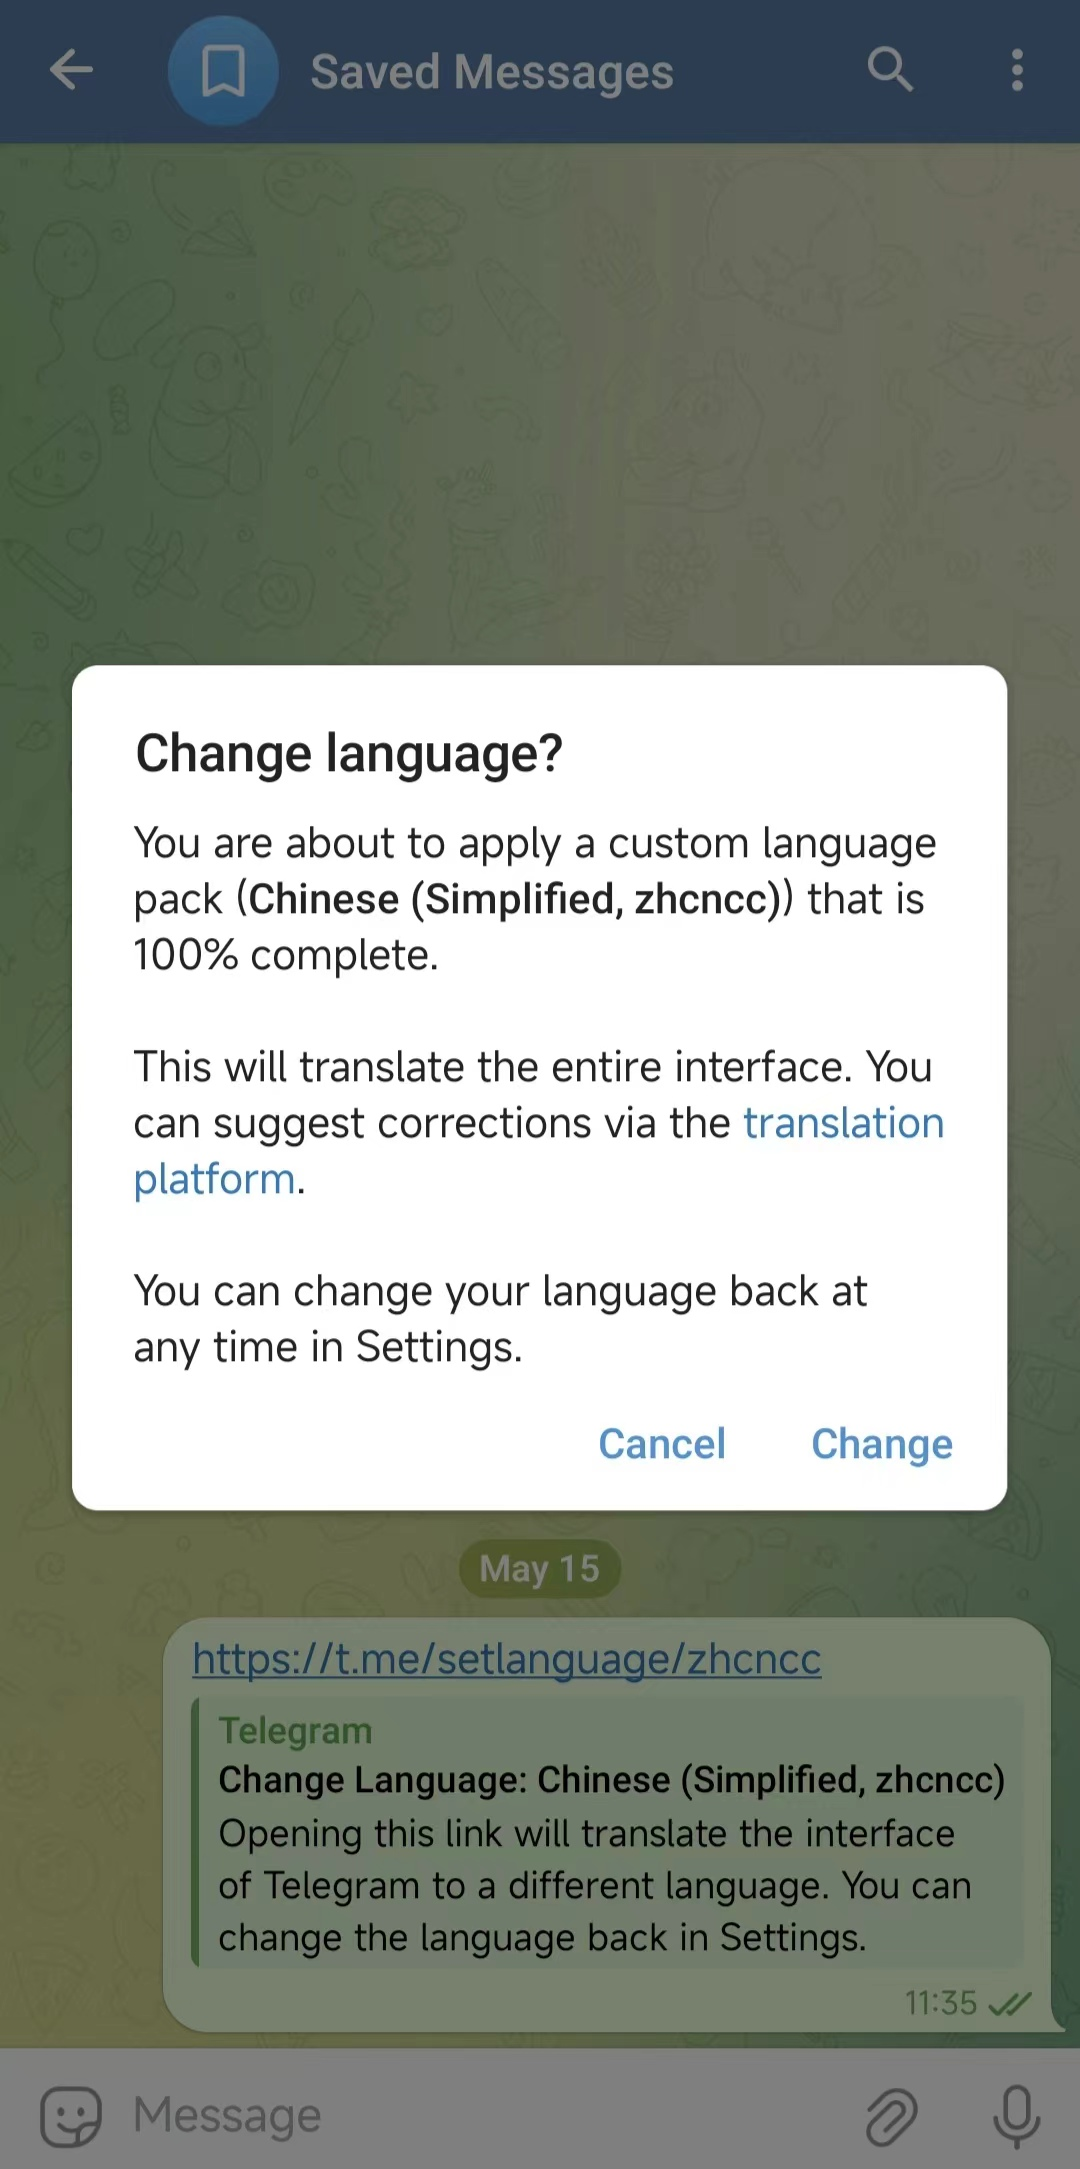 Saved Messages
Change language?
You are about to apply a custom language
pack (Chinese (Simplified, zhcncc)) that is
100% complete.
This will translate the entire interface. You
can suggest corrections via the translation
platform.
You can change your language back at
any time in Settings.
Cancel Change
May 15
https://t.me/setlanguage/zhcncc
Telegram
Change Language: Chinese (Simplified, zhcncc)
Opening this link will translate the interface
of Telegram to a different language. You can
change the language back in Settings.
11:35
Message